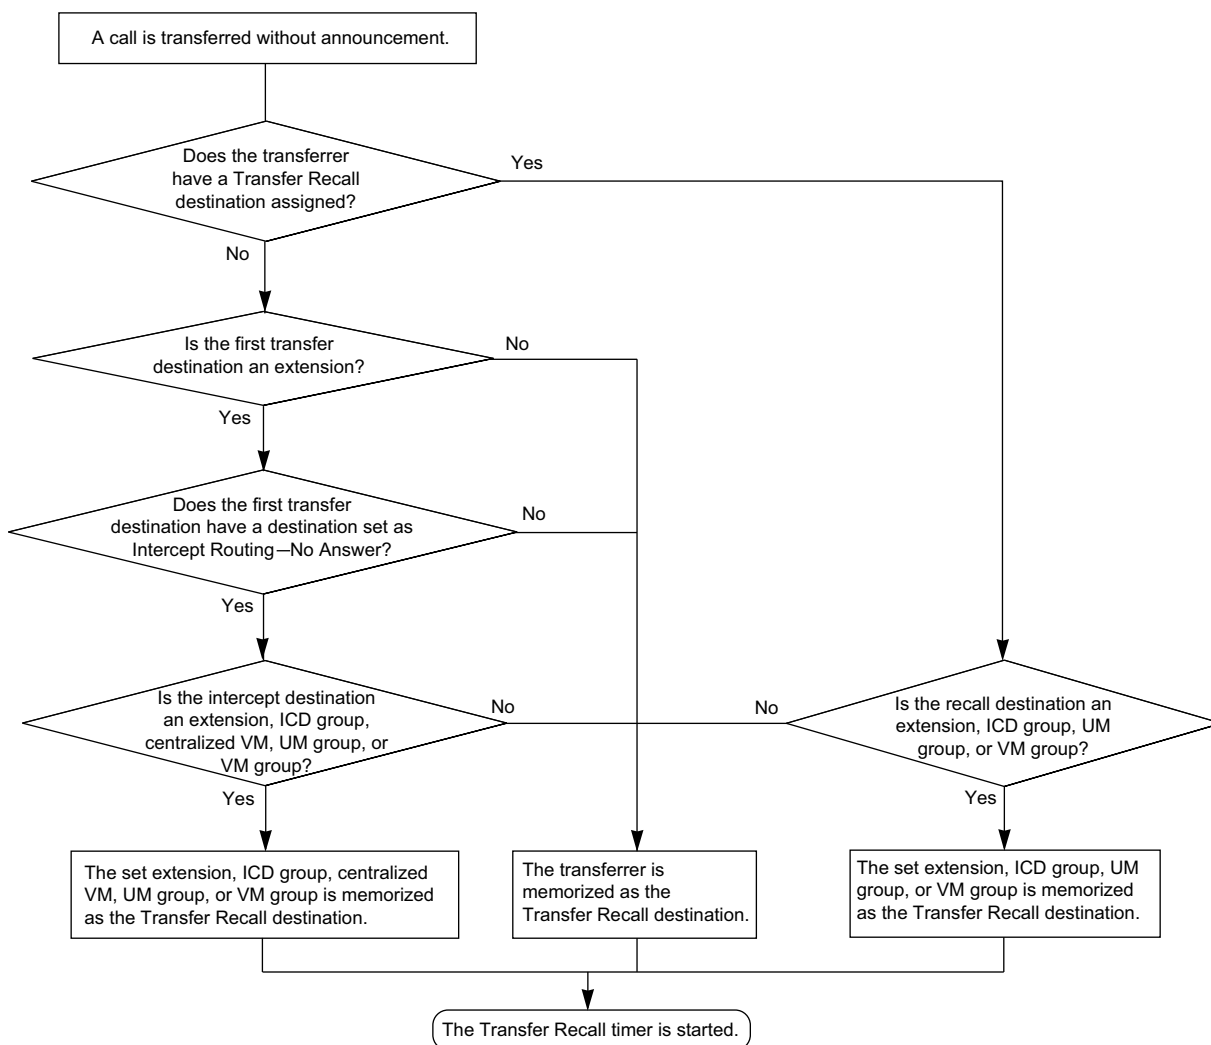 A call is transferred without announcement.
Does the transferrer
have a Transfer Recall
destination assigned?
Yes
No
Is the first transfer
destination an extension?
No
Yes
Does the first transfer
destination have a destination set as
Intercept Routing—No Answer?
No
Yes
Is the intercept destination
an extension, ICD group,
centralized VM, UM group, or
VM group?
No
Yes
No
Is the recall destination an
extension, ICD group, UM
group, or VM group?
Yes
The set extension, ICD group, centralized
VM, UM group, or VM group is memorized
as the Transfer Recall destination.
The transferrer is
memorized as the
Transfer Recall destination.
The set extension, ICD group, UM
group, or VM group is memorized
as the Transfer Recall destination.
The Transfer Recall timer is started.